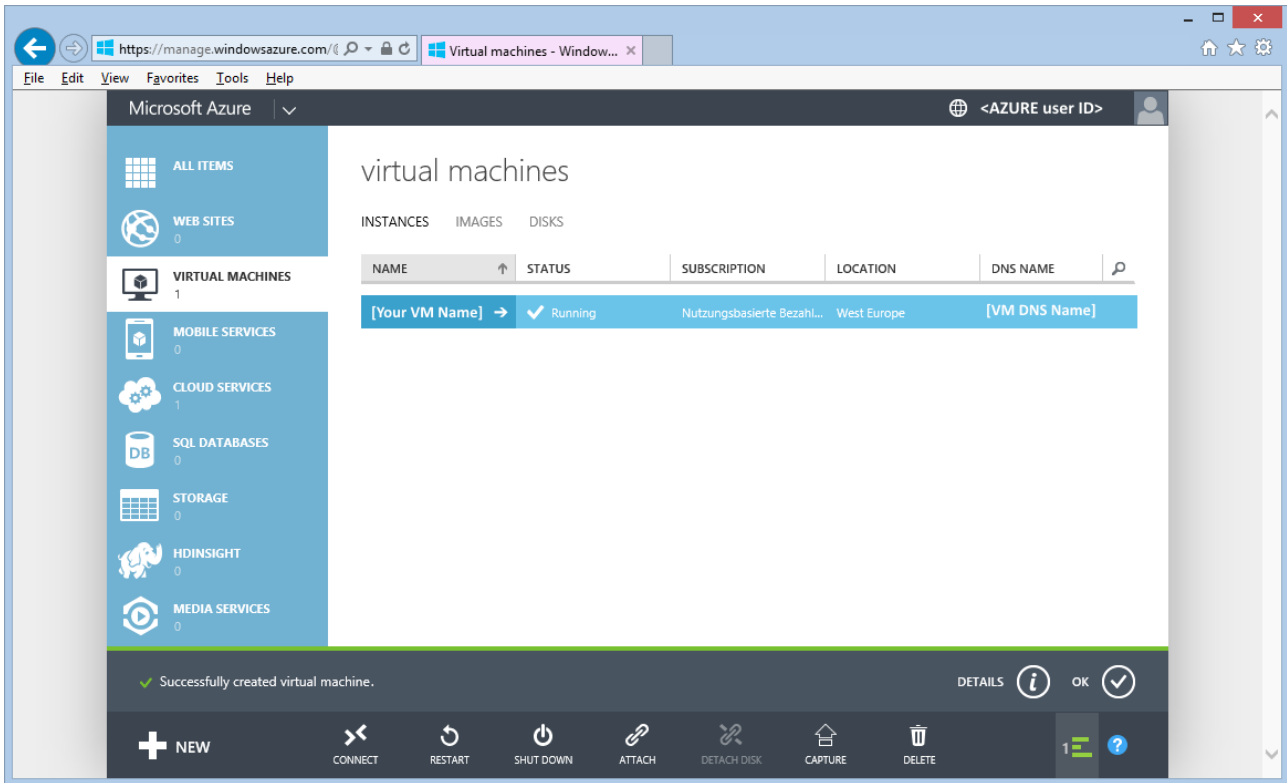 https://manage.windowsazure.com/
Virtual machines - Window...
File Edit View Favorites Tools Help
Microsoft Azure
<AZURE user ID>
ALL ITEMS
WEB SITES
0
VIRTUAL MACHINES
1
MOBILE SERVICES
0
CLOUD SERVICES
1
SQL DATABASES
0
DB
STORAGE
0
HDINSIGHT
0
MEDIA SERVICES
0
virtual machines
INSTANCES IMAGES DISKS
NAME STATUS SUBSCRIPTION LOCATION DNS NAME
[Your VM Name] Running Nutzungsbasierte Bezahl... West Europe [VM DNS Name]
Successfully created virtual machine.
DETAILS i OK
NEW CONNECT RESTART SHUT DOWN ATTACH DETACH DISK CAPTURE DELETE 1 ?